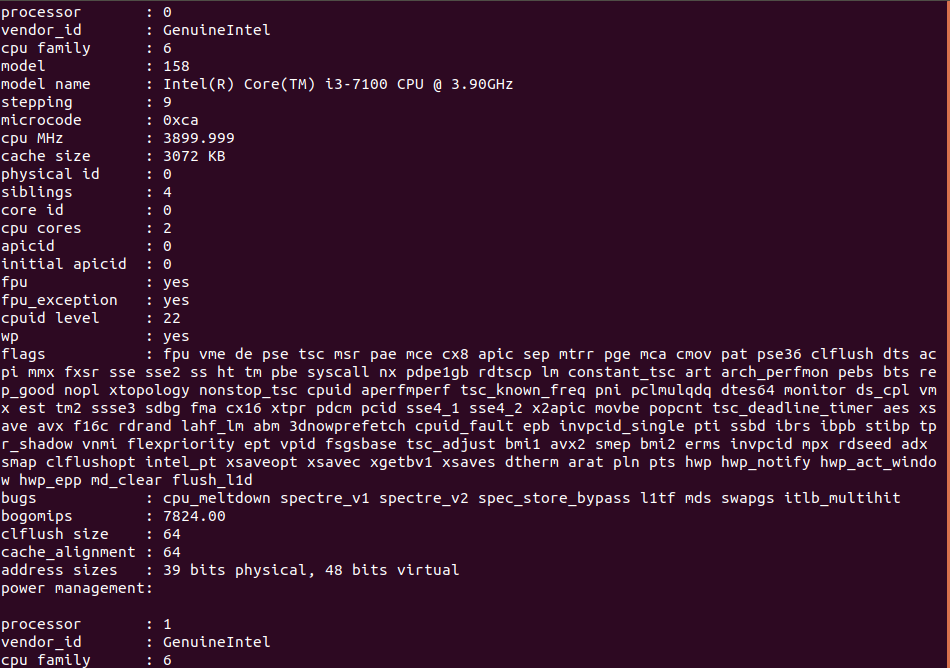 processor       : 0
vendor_id       : GenuineIntel
cpu family      : 6
model           : 158
model name      : Intel(R) Core(TM) i3-7100 CPU @ 3.90GHz
stepping        : 9
microcode       : 0xca
cpu MHz         : 3899.999
cache size      : 3072 KB
physical id     : 0
siblings        : 4
core id         : 0
cpu cores       : 2
apicid          : 0
initial apicid  : 0
fpu             : yes
fpu_exception   : yes
cpuid level     : 22
wp              : yes
flags           : fpu vme de pse tsc msr pae mce cx8 apic sep mtrr pge mca cmov pat pse36 clflush dts ac
pi mmx fxsr sse sse2 ss ht tm pbe syscall nx pdpe1gb rdtscp lm constant_tsc art arch_perfmon pebs bts re
p_good nopl xtopology nonstop_tsc cpuid aperfmperf tsc_known_freq pni pclmulqdq dtes64 monitor ds_cpl vm
x est tm2 ssse3 sdbg fma cx16 xtpr pdcm pcid sse4_1 sse4_2 x2apic movbe popcnt tsc_deadline_timer aes xs
ave avx f16c rdrand lahf_lm abm 3dnowprefetch cpuid_fault epb invpcid_single pti ssbd ibrs ibpb stibp tp
r_shadow vnmi flexpriority ept vpid fsgsbase tsc_adjust bmi1 avx2 smep bmi2 erms invpcid mpx rdseed adx
smap clflushopt intel_pt xsaveopt xsavec xgetbv1 xsaves dtherm arat pln pts hwp hwp_notify hwp_act_windo
w hwp_epp md_clear flush_l1d
bugs            : cpu_meltdown spectre_v1 spectre_v2 spec_store_bypass l1tf mds swapgs itlb_multihit
bogomips        : 7824.00
clflush size    : 64
cache_alignment : 64
address sizes   : 39 bits physical, 48 bits virtual
power management:

processor       : 1
vendor_id       : GenuineIntel
cpu family      : 6